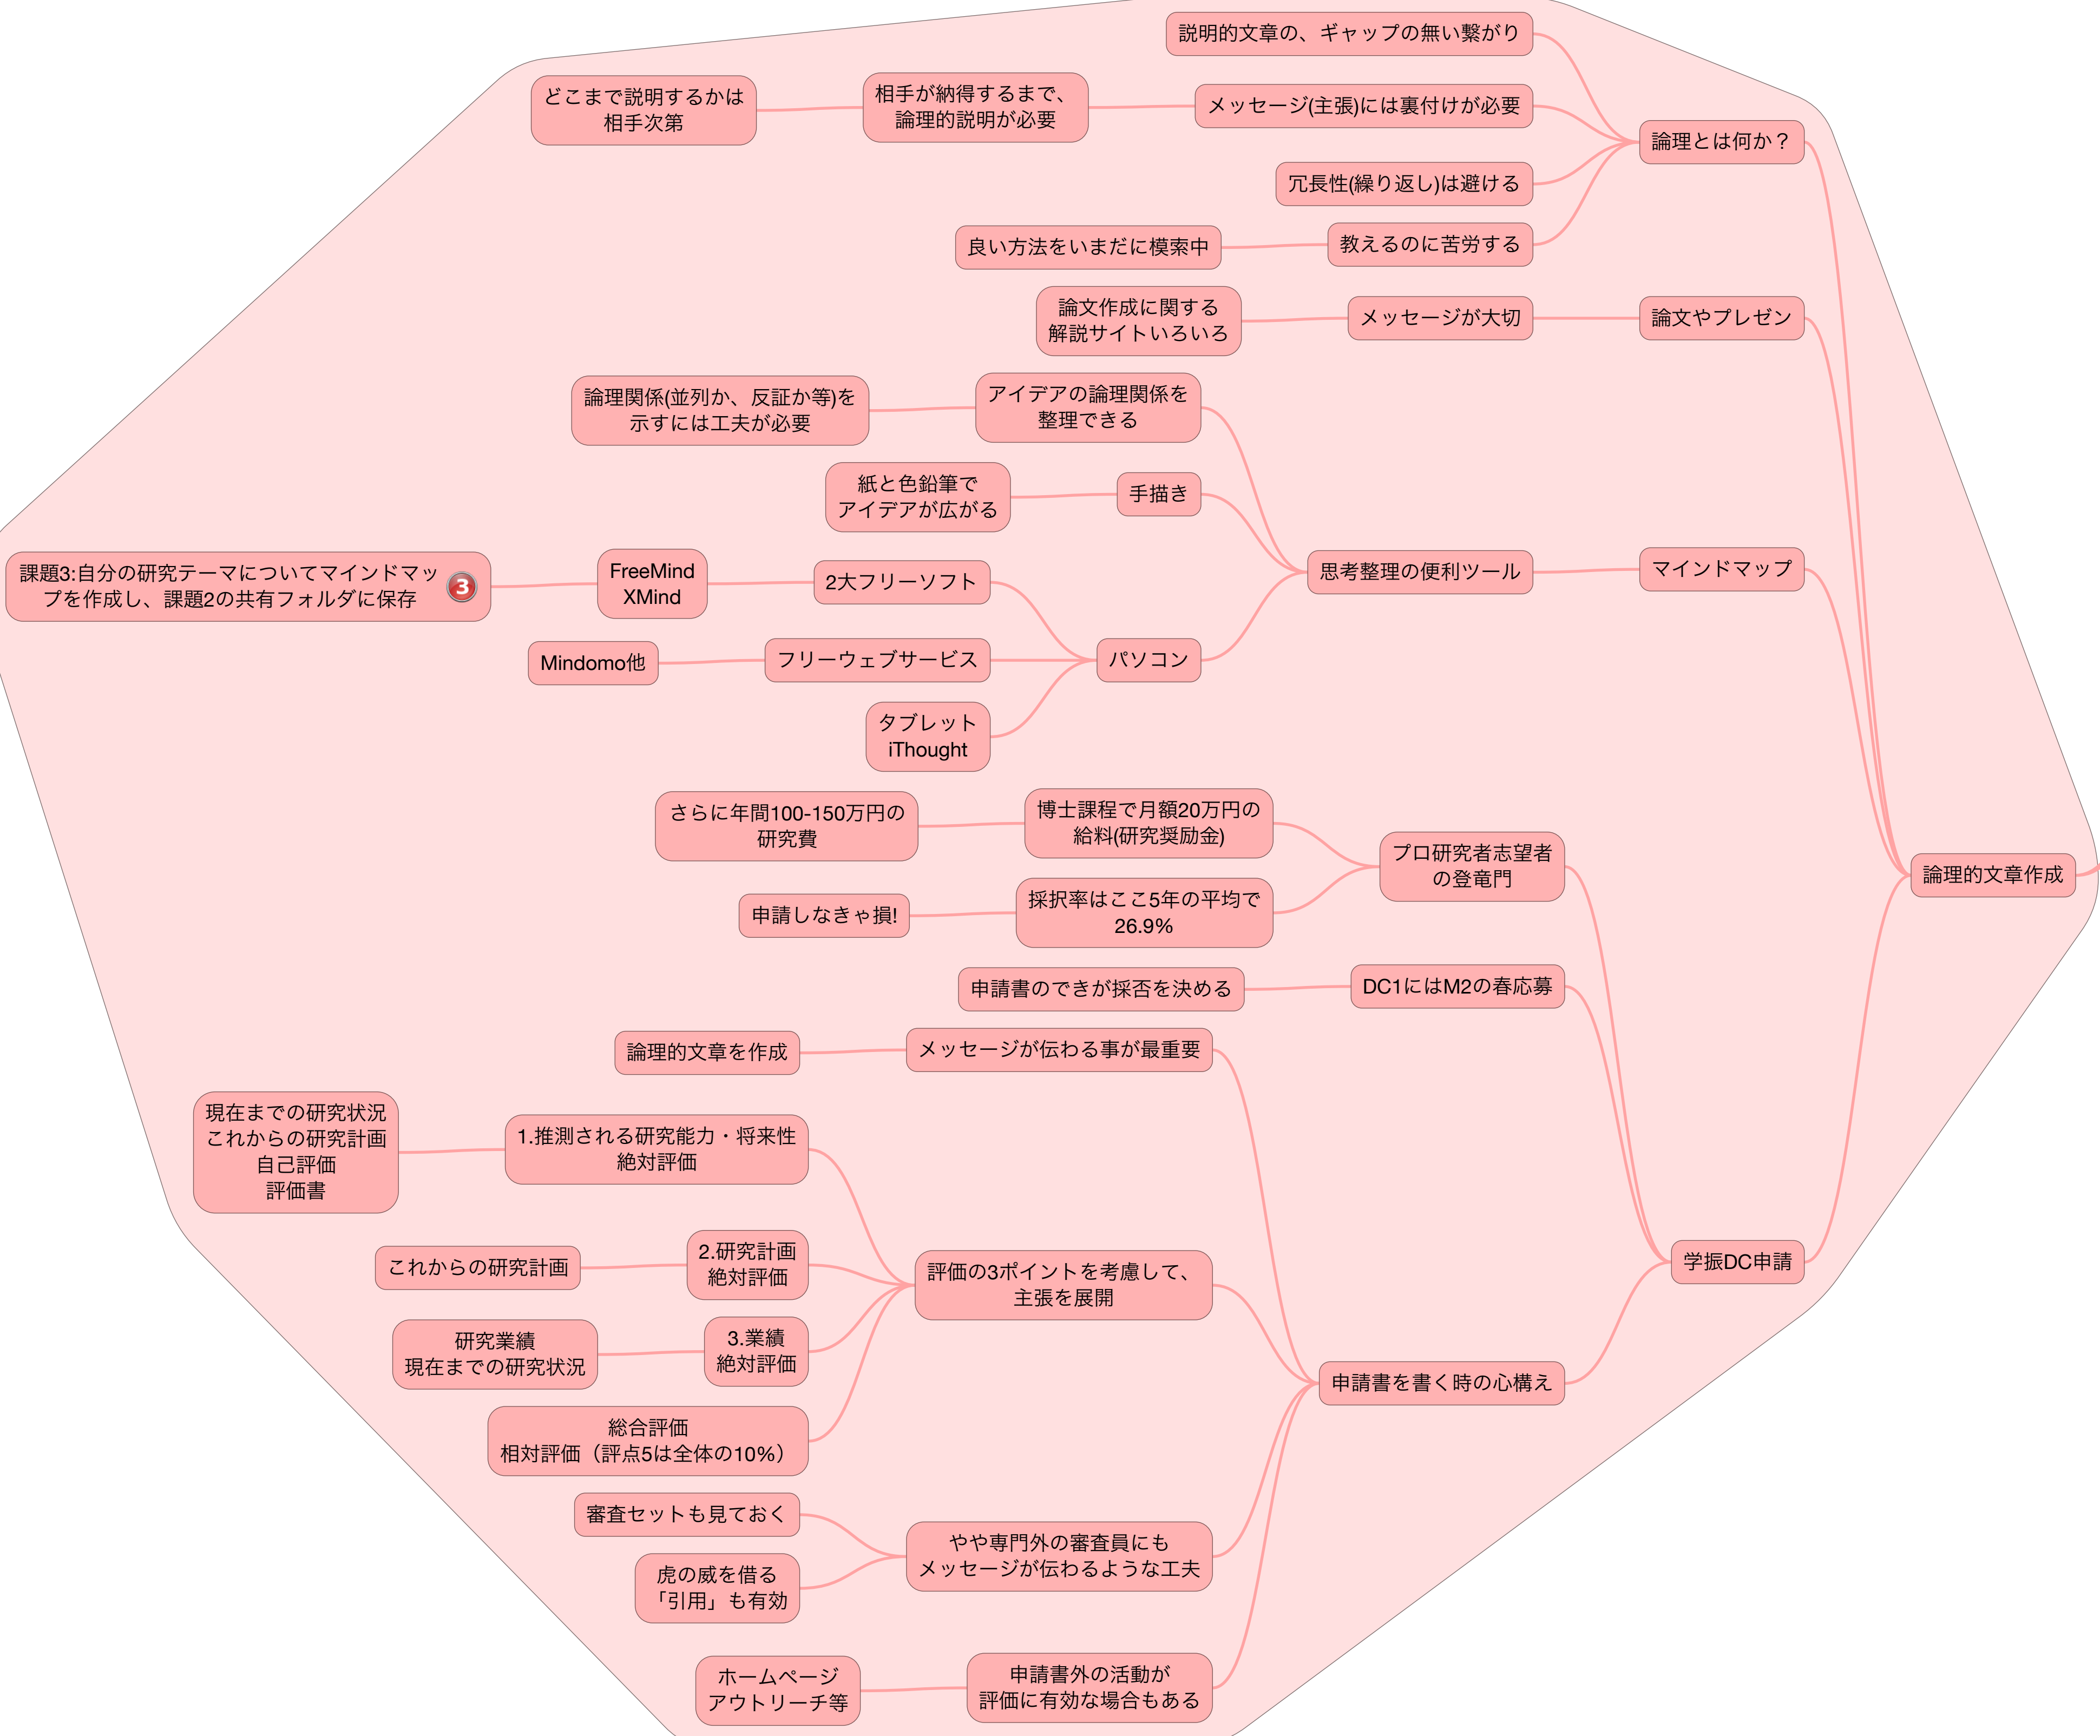 論理的文章作成
論理とは何か？
説明的文章の、ギャップの無い繋がり
メッセージ(主張)には裏付けが必要
相手が納得するまで、
論理的説明が必要
どこまで説明するかは
相手次第
冗長性(繰り返し)は避ける
教えるのに苦労する
良い方法をいまだに模索中
論文やプレゼン
メッセージが大切
論文作成に関する
解説サイトいろいろ
マインドマップ
思考整理の便利ツール
アイデアの論理関係を
整理できる
論理関係(並列か、反証か等)を
示すには工夫が必要
手描き
紙と色鉛筆で
アイデアが広がる
パソコン
2大フリーソフト
FreeMind
XMind
課題3:自分の研究テーマについてマインドマッ
プを作成し、課題2の共有フォルダに保存
3
フリーウェブサービス
Mindomo他
タブレット
iThought
学振DC申請
プロ研究者志望者
の登竜門
博士課程で月額20万円の
給料(研究奨励金)
さらに年間100-150万円の
研究費
採択率はここ5年の平均で
26.9%
申請しなきゃ損!
DC1にはM2の春応募
申請書のできが採否を決める
申請書を書く時の心構え
メッセージが伝わる事が最重要
論理的文章を作成
評価の3ポイントを考慮して、
主張を展開
1.推測される研究能力・将来性
絶対評価
現在までの研究状況
これからの研究計画
自己評価
評価書
2.研究計画
絶対評価
これからの研究計画
3.業績
絶対評価
研究業績
現在までの研究状況
総合評価
相対評価（評点5は全体の10%）
やや専門外の審査員にも
メッセージが伝わるような工夫
審査セットも見ておく
虎の威を借る
「引用」も有効
申請書外の活動が
評価に有効な場合もある
ホームページ
アウトリーチ等